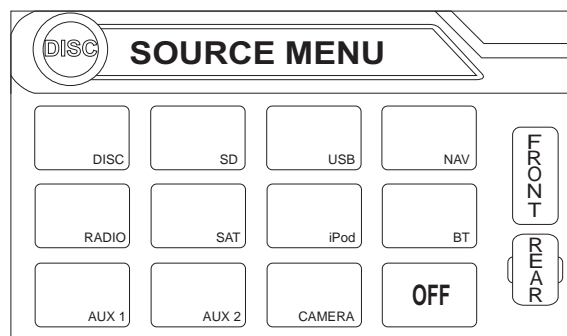 DISC SOURCE MENU
DISC SD USB NAV
FRONT
RADIO SAT iPod BT
REAR
AUX 1 AUX 2 CAMERA OFF